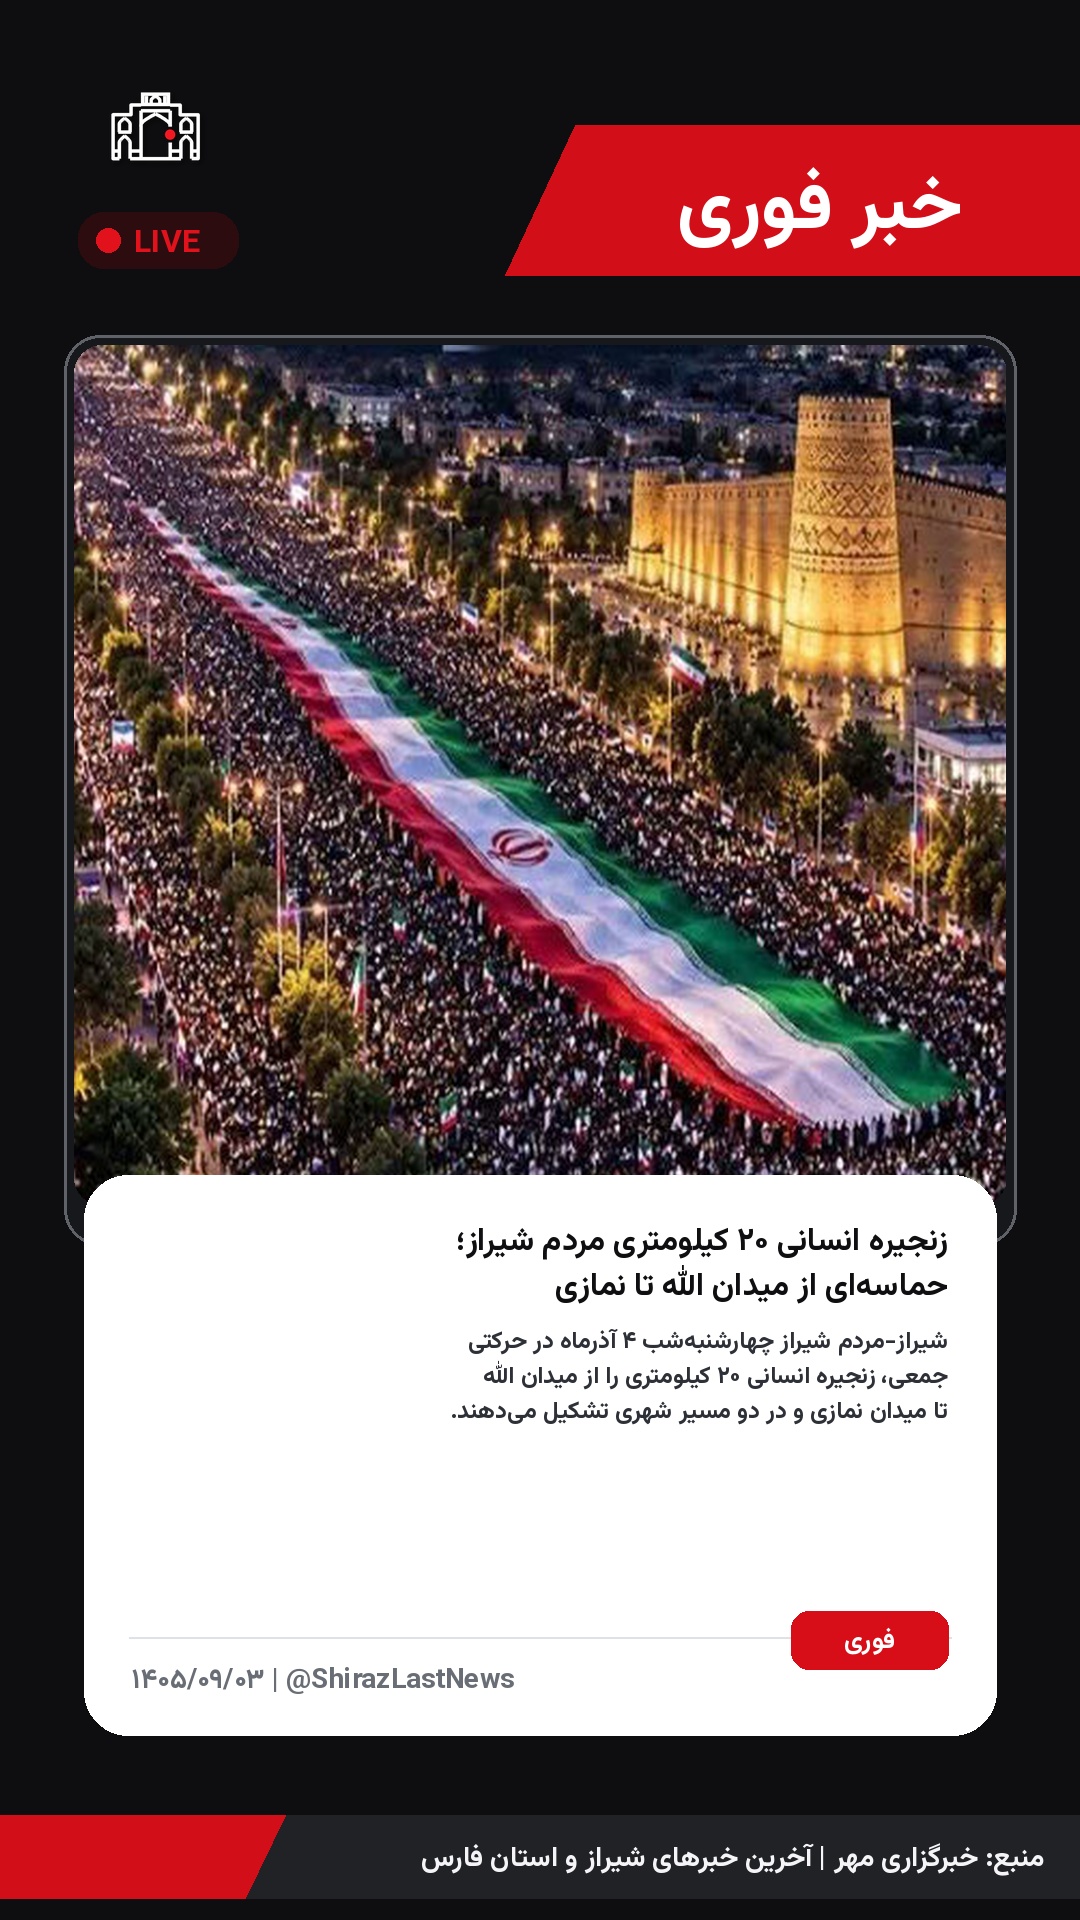 خبر فوری
LIVE
زنجیره انسانی ۲۰ کیلومتری مردم شیراز؛
حماسه‌ای از میدان الله تا نمازی
شیراز-مردم شیراز چهارشنبه‌شب ۴ آذرماه در حرکتی
جمعی، زنجیره انسانی ۲۰ کیلومتری را از میدان الله
تا میدان نمازی و در دو مسیر شهری تشکیل می‌دهند.
فوری
۱۴۰۵/۰۹/۰۳ | @ShirazLastNews
منبع: خبرگزاری مهر | آخرین خبرهای شیراز و استان فارس